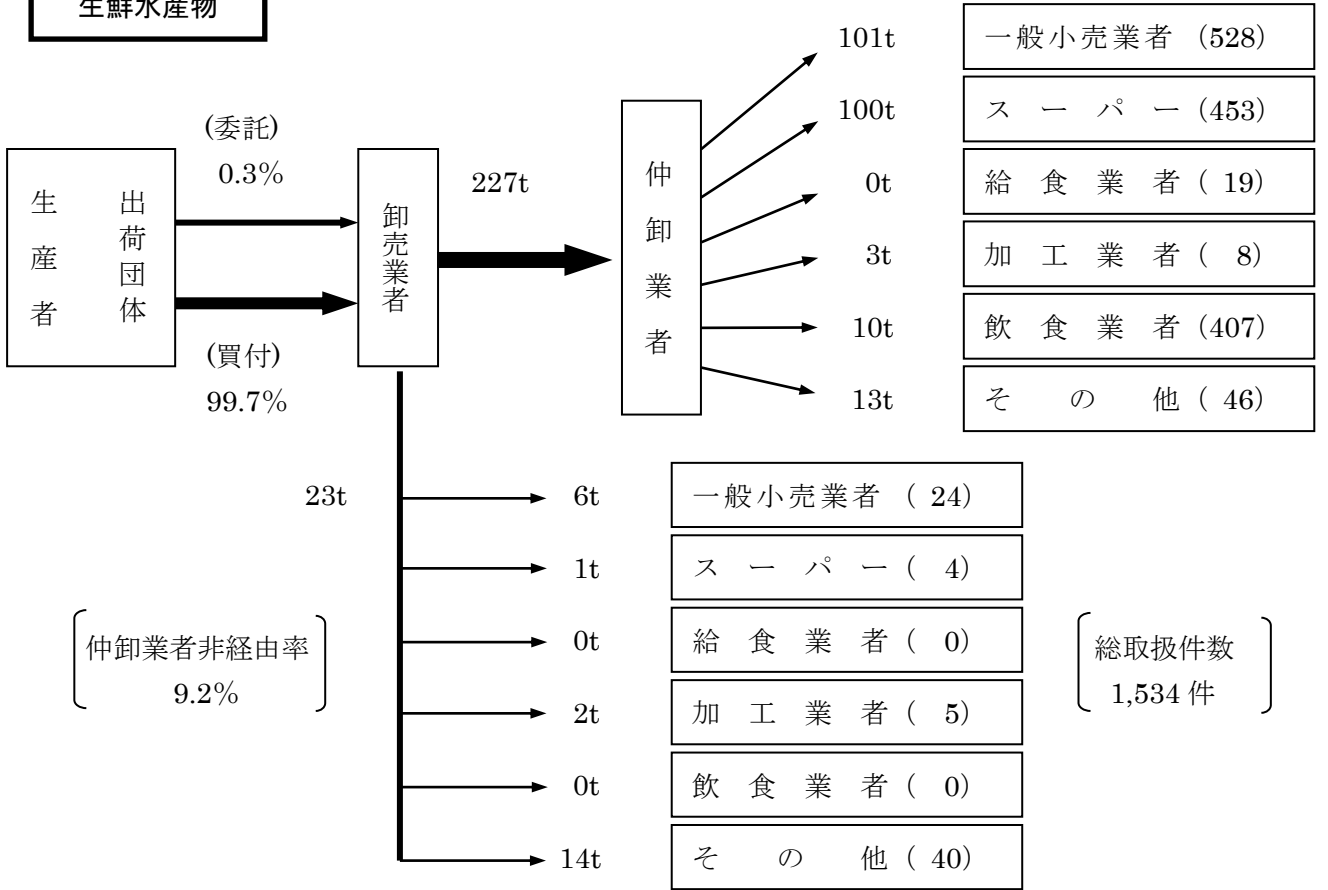 生鮮水産物
(委託)
0.3%
生産者
出荷団体
(買付)
99.7%
卸売業者
227t
仲卸業者
101t 一般小売業者 (528)
100t スーパー (453)
0t 給食業者 ( 19)
3t 加工業者 ( 8)
10t 飲食業者 (407)
13t その他 ( 46)
23t
6t 一般小売業者 ( 24)
1t スーパー ( 4)
0t 給食業者 ( 0)
2t 加工業者 ( 5)
0t 飲食業者 ( 0)
14t その他 ( 40)
仲卸業者非経由率
9.2%
総取扱件数
1,534 件